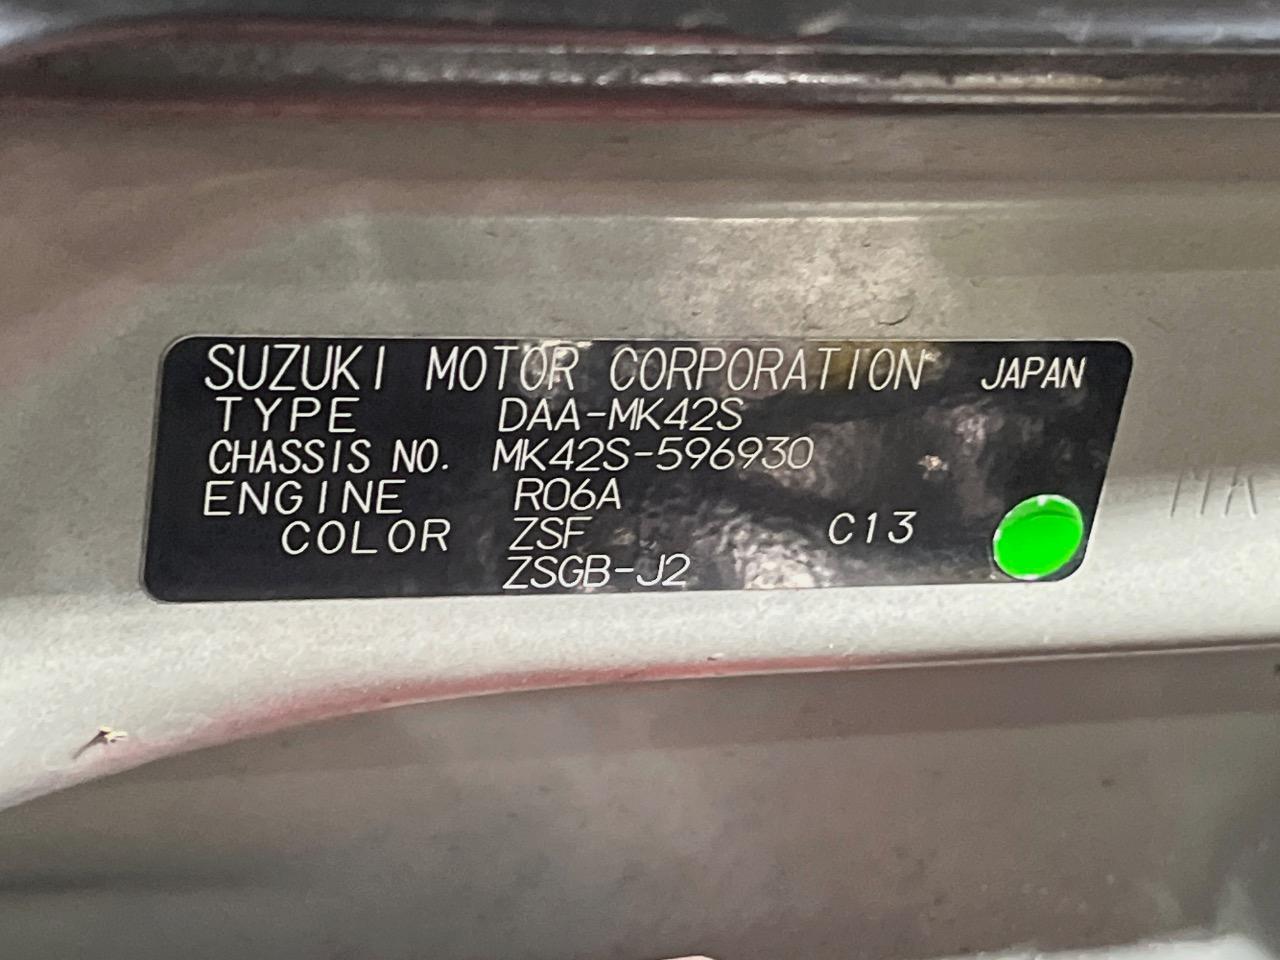 SUZUKI MOTOR CORPORATION JAPAN
TYPE DAA-MK42S
CHASSIS NO. MK42S-596930
ENGINE R06A
COLOR ZSF C13
ZSGB-J2